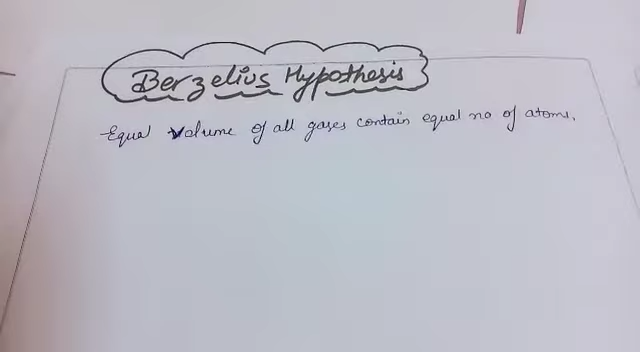 Berzelius Hypothesis
Equal Volume of all gases contain equal no of atoms.